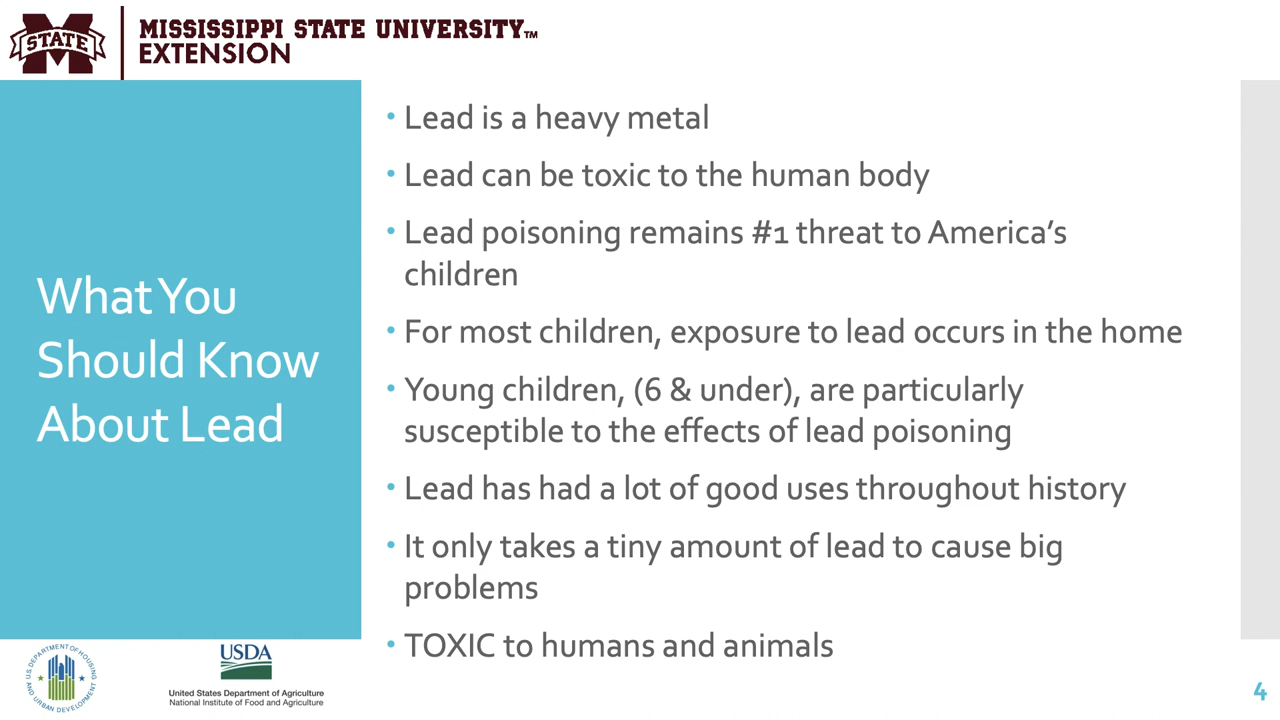 STATE
MISSISSIPPI STATE UNIVERSITY™
EXTENSION
What You
Should Know
About Lead
• Lead is a heavy metal
• Lead can be toxic to the human body
• Lead poisoning remains #1 threat to America’s
children
• For most children, exposure to lead occurs in the home
• Young children, (6 & under), are particularly
susceptible to the effects of lead poisoning
• Lead has had a lot of good uses throughout history
• It only takes a tiny amount of lead to cause big
problems
• TOXIC to humans and animals
U.S. DEPARTMENT OF HOUSING
AND URBAN DEVELOPMENT
USDA
United States Department of Agriculture
National Institute of Food and Agriculture
4